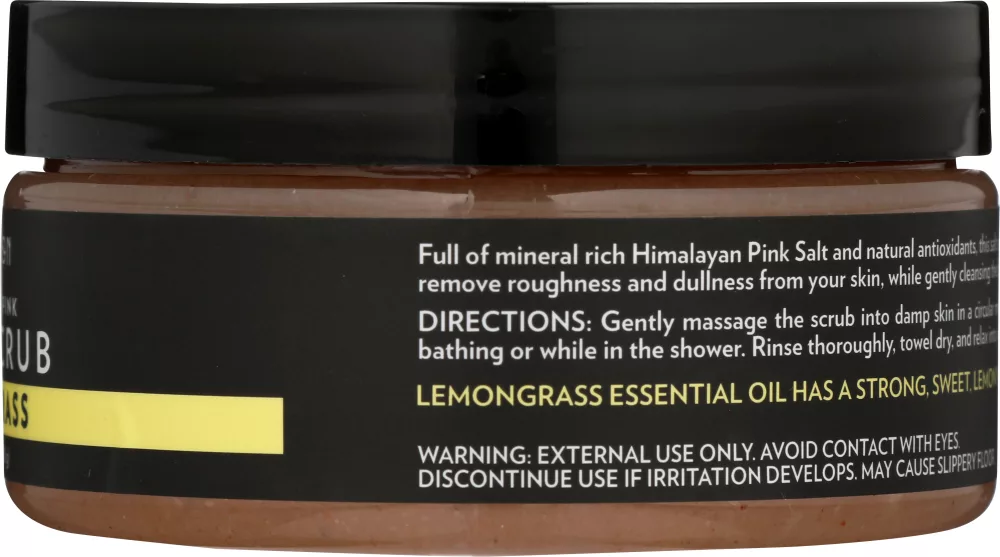 INK
CRUB
ASS
Full of mineral rich Himalayan Pink Salt and natural antioxidants, this
remove roughness and dullness from your skin, while gently cleansing
DIRECTIONS: Gently massage the scrub into damp skin in a circular
bathing or while in the shower. Rinse thoroughly, towel dry, and relax
LEMONGRASS ESSENTIAL OIL HAS A STRONG, SWEET,
WARNING: EXTERNAL USE ONLY. AVOID CONTACT WITH EYES.
DISCONTINUE USE IF IRRITATION DEVELOPS. MAY CAUSE SLIPPERY FLOOR